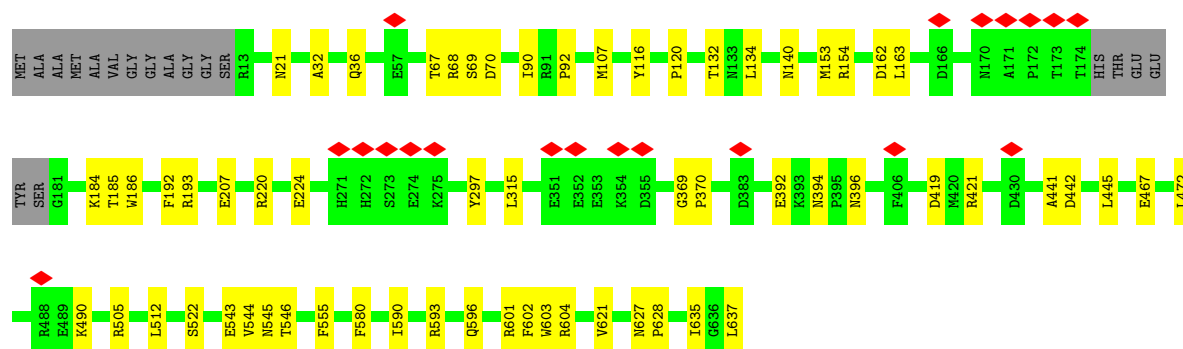 MET ALA ALA MET ALA VAL GLY GLY ALA GLY GLY SER R13 N21 A32 Q36 E57 T67 R68 S69 D70 I90 R91 P92 M107 Y116 P120 T132 N133 L134 N140 M153 R154 D162 L163 D166 N170 A171 P172 T173 T174 HIS THR GLU GLU
TYR SER G181 K184 T185 W186 F192 R193 E207 R220 E224 H271 H272 S273 E274 K275 Y297 L315 E351 E352 E353 K354 D355 G369 P370 D383 E392 K393 N394 P395 N396 F406 D419 M420 R421 D430 A441 D442 L445 E467
R488 E489 K490 R505 L512 S522 E543 V544 N545 T546 F555 F580 I590 R593 Q596 R601 F602 W603 R604 V621 N627 P628 I635 G636 L637